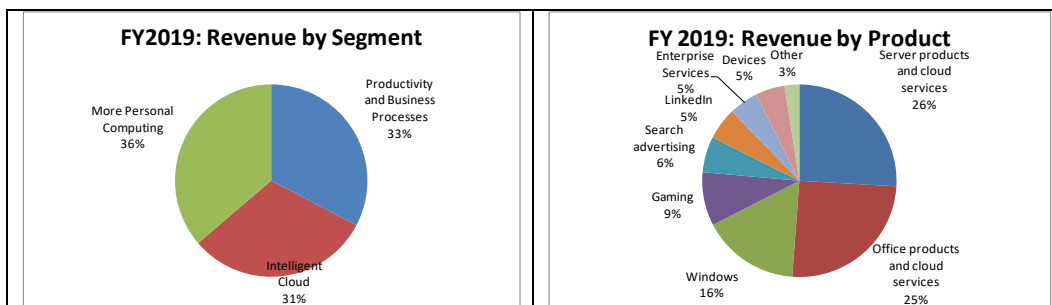 FY2019: Revenue by Segment
Productivity
and Business
Processes
33%
More Personal
Computing
36%
Intelligent
Cloud
31%
FY 2019: Revenue by Product
Server products
and cloud
services
26%
Other
3%
Devices
5%
Enterprise
Services
5%
LinkedIn
5%
Search
advertising
6%
Gaming
9%
Windows
16%
Office products
and cloud
services
25%